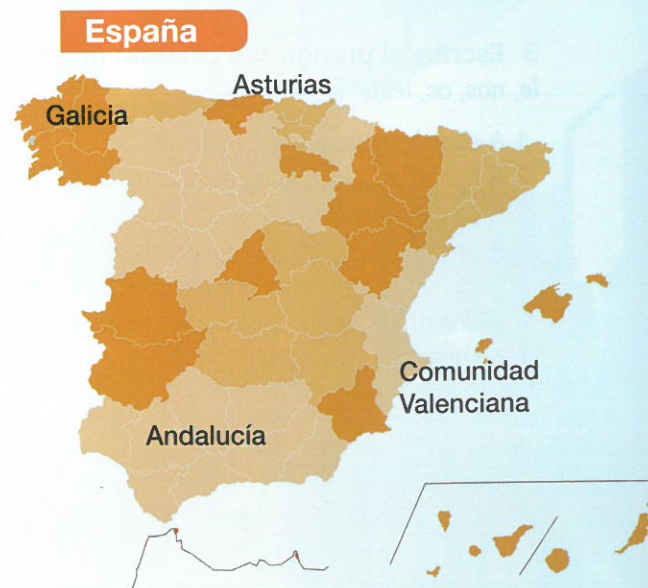 España
Asturias
Galicia
Comunidad
Valenciana
Andalucía